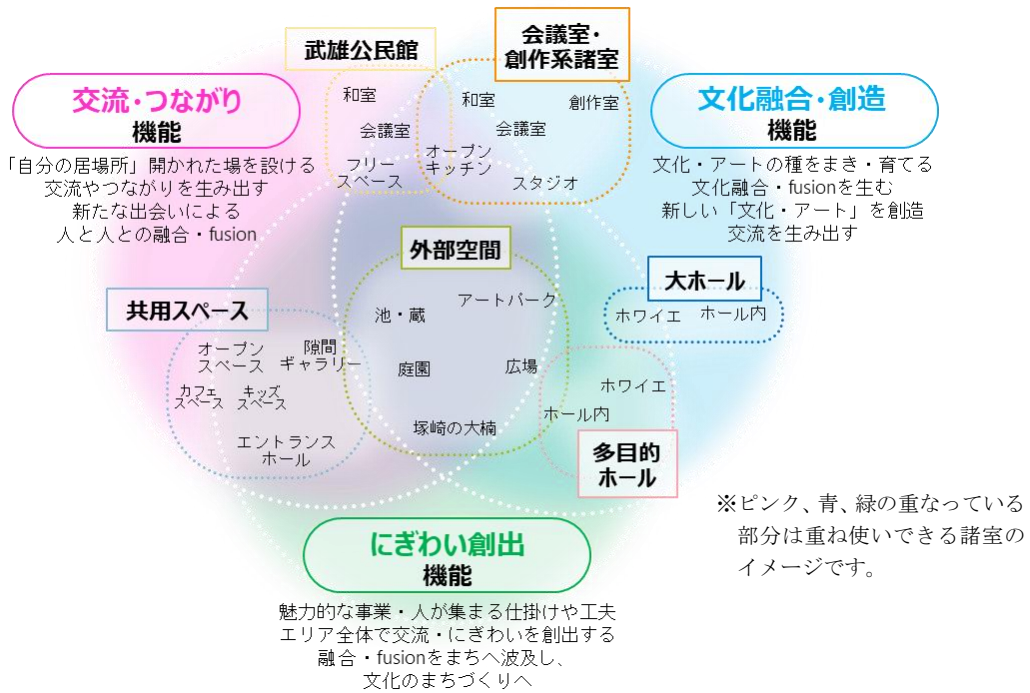 武雄公民館
会議室・
創作系諸室
交流・つながり
機能
「自分の居場所」開かれた場を設ける
交流やつながりを生み出す
新たな出会いによる
人と人との融合・fusion
和室
会議室
フリー
スペース
和室
創作室
会議室
オープン
キッチン
スタジオ
文化融合・創造
機能
文化・アートの種をまき・育てる
文化融合・fusionを生む
新しい「文化・アート」を創造
交流を生み出す
外部空間
アートパーク
池・蔵
庭園
広場
塚崎の大楠
大ホール
ホワイエ
ホール内
共用スペース
オープン
スペース
隙間
ギャラリー
カフェ
スペース
キッズ
スペース
エントランス
ホール
ホワイエ
ホール内
多目的
ホール
にぎわい創出
機能
魅力的な事業・人が集まる仕掛けや工夫
エリア全体で交流・にぎわいを創出する
融合・fusionをまちへ波及し、
文化のまちづくりへ
※ピンク、青、緑の重なっている
部分は重ね使いできる諸室の
イメージです。